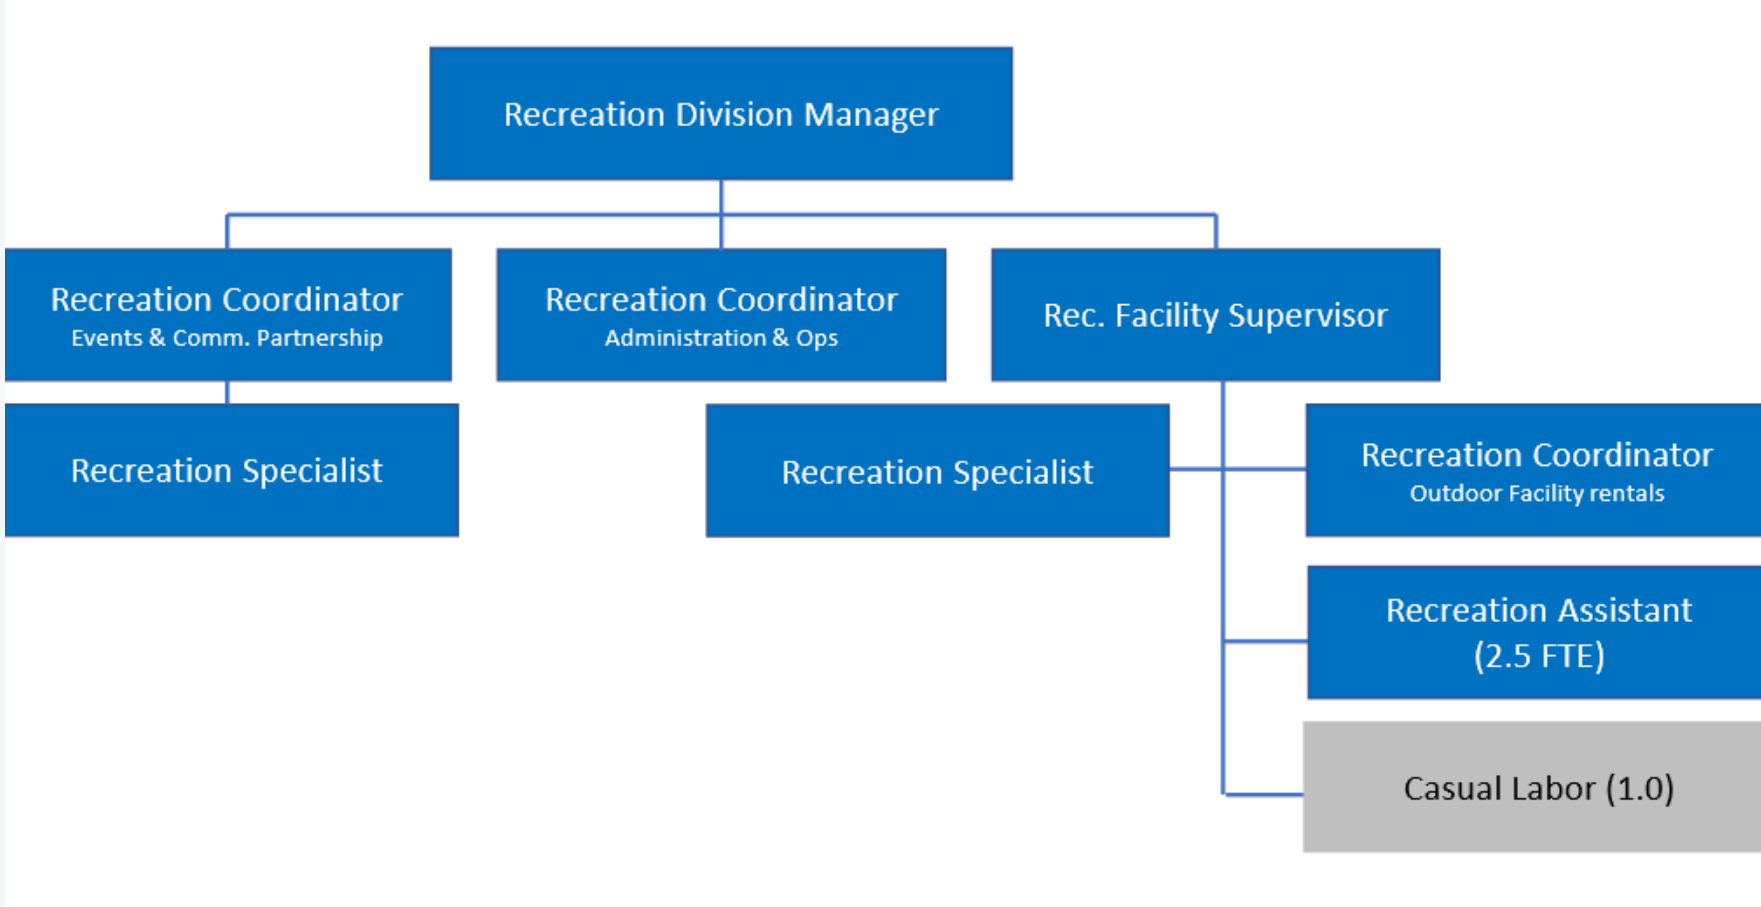 Recreation Division Manager
Recreation Coordinator
Events & Comm. Partnership
Recreation Coordinator
Administration & Ops
Rec. Facility Supervisor
Recreation Specialist
Recreation Specialist
Recreation Coordinator
Outdoor Facility rentals
Recreation Assistant
(2.5 FTE)
Casual Labor (1.0)